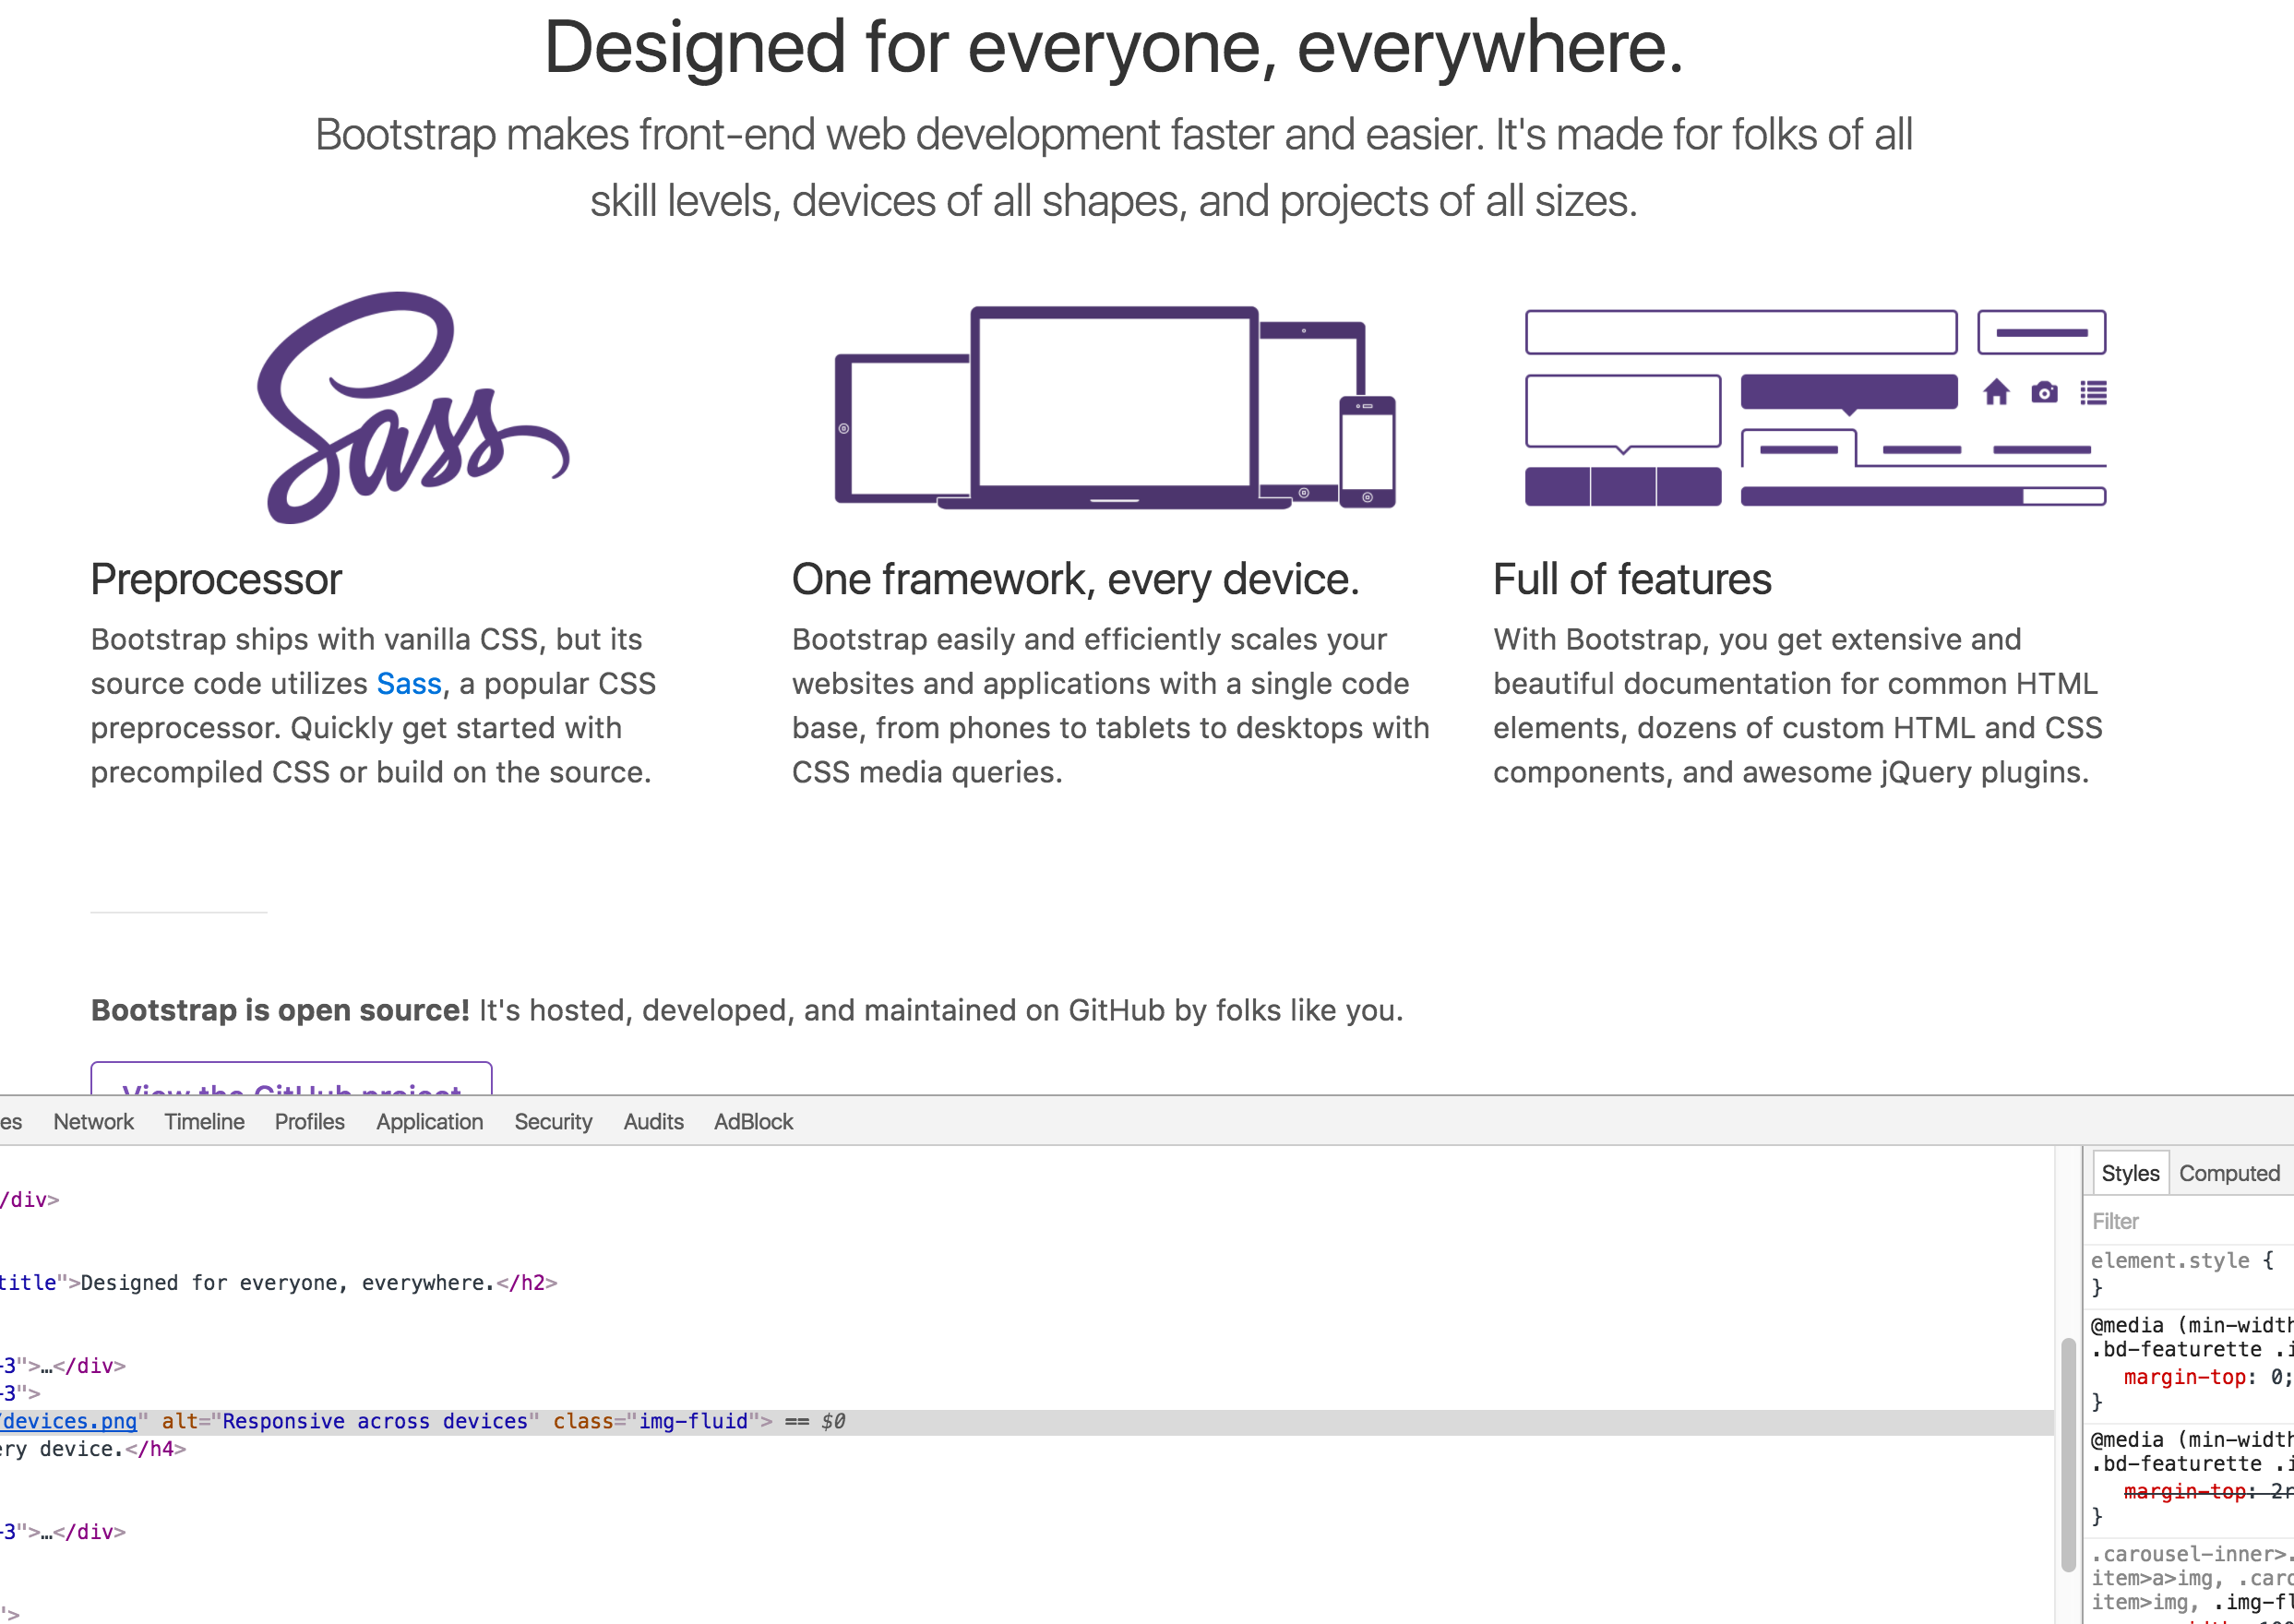 Designed for everyone, everywhere.
Bootstrap makes front-end web development faster and easier. It's made for folks of all
skill levels, devices of all shapes, and projects of all sizes.
Sass
Preprocessor
Bootstrap ships with vanilla CSS, but its
source code utilizes Sass, a popular CSS
preprocessor. Quickly get started with
precompiled CSS or build on the source.
One framework, every device.
Bootstrap easily and efficiently scales your
websites and applications with a single code
base, from phones to tablets to desktops with
CSS media queries.
Full of features
With Bootstrap, you get extensive and
beautiful documentation for common HTML
elements, dozens of custom HTML and CSS
components, and awesome jQuery plugins.
Bootstrap is open source! It's hosted, developed, and maintained on GitHub by folks like you.
View the GitHub project
es Network Timeline Profiles Application Security Audits AdBlock
/div>
title">Designed for everyone, everywhere.</h2>
-3">…</div>
-3">
/devices.png" alt="Responsive across devices" class="img-fluid"> == $0
ery device.</h4>
-3">…</div>
">
Styles Computed
Filter
element.style {
}
@media (min-width
.bd-featurette .i
margin-top: 0;
}
@media (min-width
.bd-featurette .i
margin-top: 2r
}
.carousel-inner>.
item>a>img, .caro
item>img, .img-fl